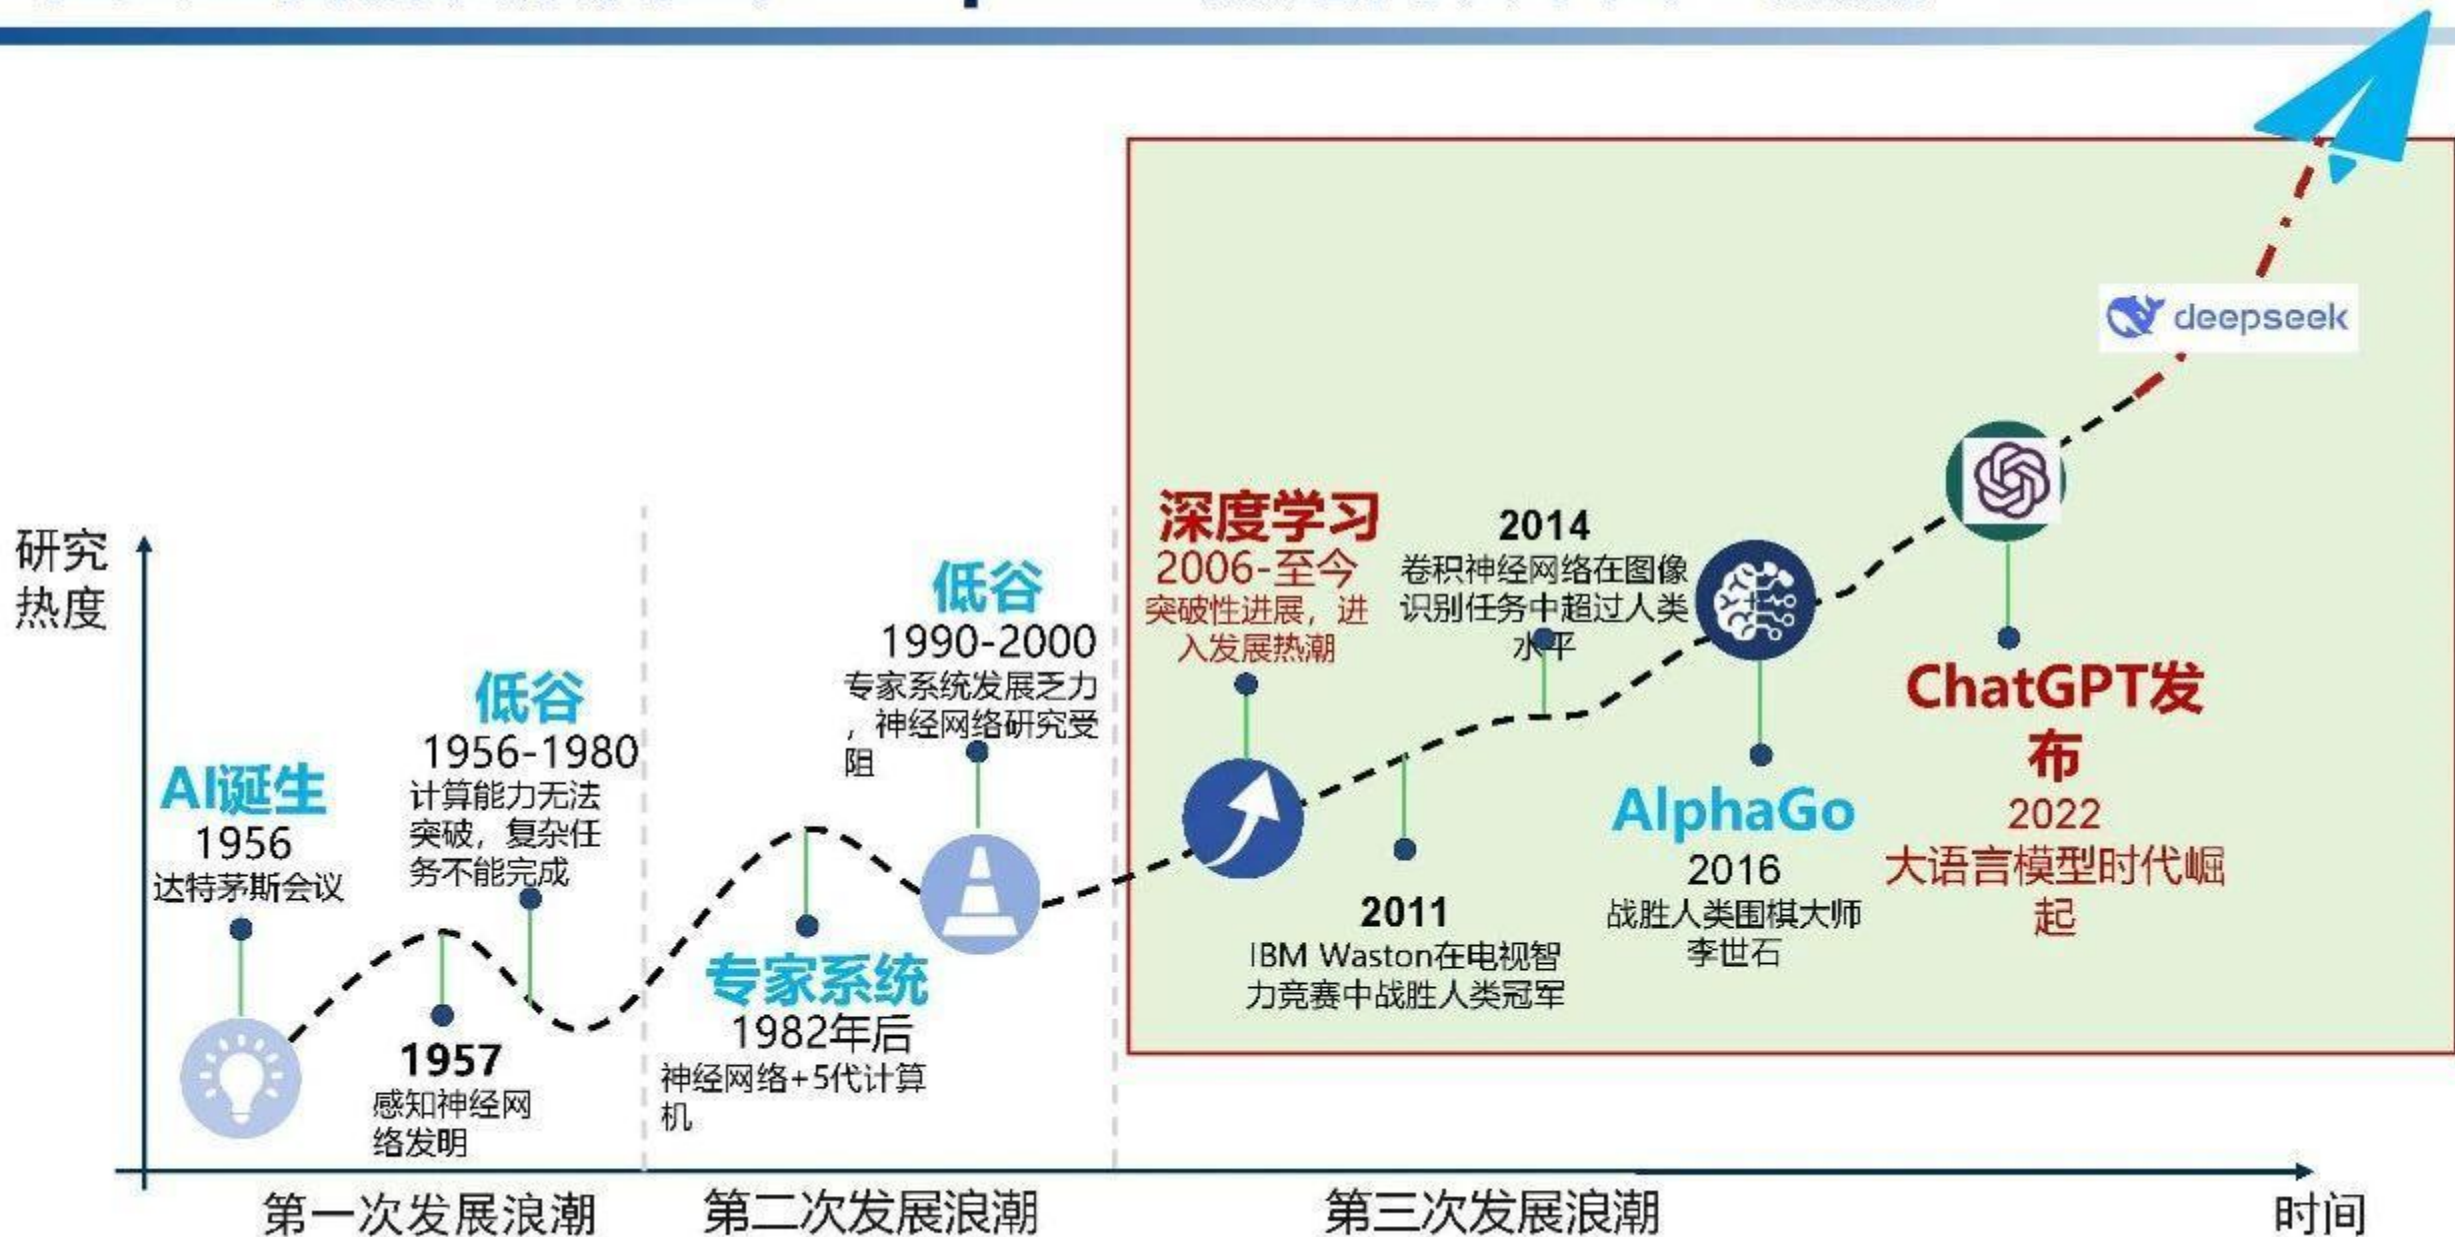 研究
热度
AI诞生
1956
达特茅斯会议
1957
感知神经网
络发明
低谷
1956-1980
计算能力无法
突破，复杂任
务不能完成
专家系统
1982年后
神经网络+5代计算
机
低谷
1990-2000
专家系统发展乏力
，神经网络研究受
阻
深度学习
2006-至今
突破性进展，进
入发展热潮
2011
IBM Waston在电视智
力竞赛中战胜人类冠军
2014
卷积神经网络在图像
识别任务中超过人类
水平
AlphaGo
2016
战胜人类围棋大师
李世石
ChatGPT发
布
2022
大语言模型时代崛
起
deepseek
第一次发展浪潮
第二次发展浪潮
第三次发展浪潮
时间